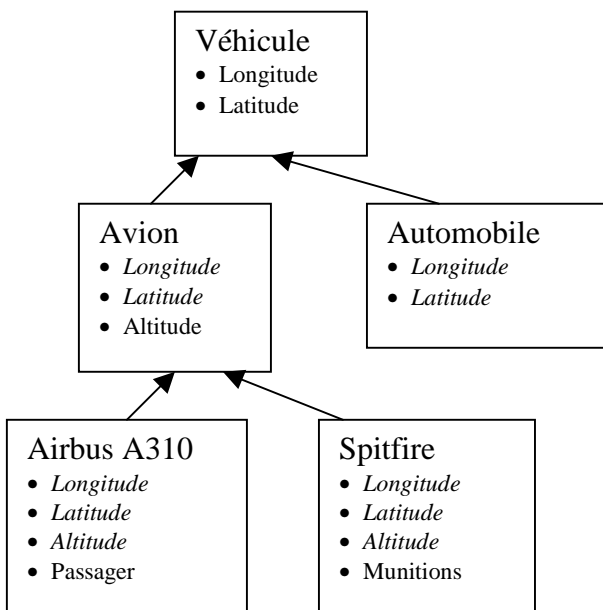 Véhicule
• Longitude
• Latitude
Avion
• Longitude
• Latitude
• Altitude
Automobile
• Longitude
• Latitude
Airbus A310
• Longitude
• Latitude
• Altitude
• Passager
Spitfire
• Longitude
• Latitude
• Altitude
• Munitions